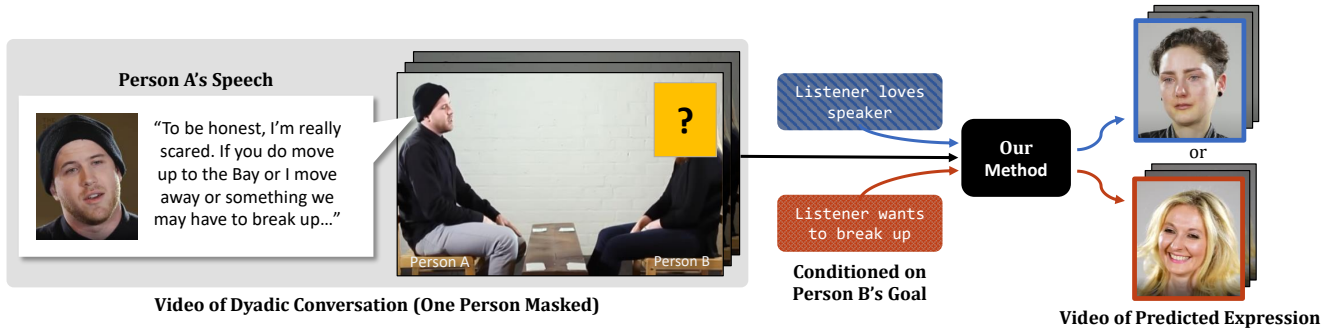 Person A's Speech
“To be honest, I’m really
scared. If you do move
up to the Bay or I move
away or something we
may have to break up…”
?
Person A
Person B
Video of Dyadic Conversation (One Person Masked)
Listener loves
speaker
Listener wants
to break up
Conditioned on
Person B's Goal
Our
Method
or
Video of Predicted Expression